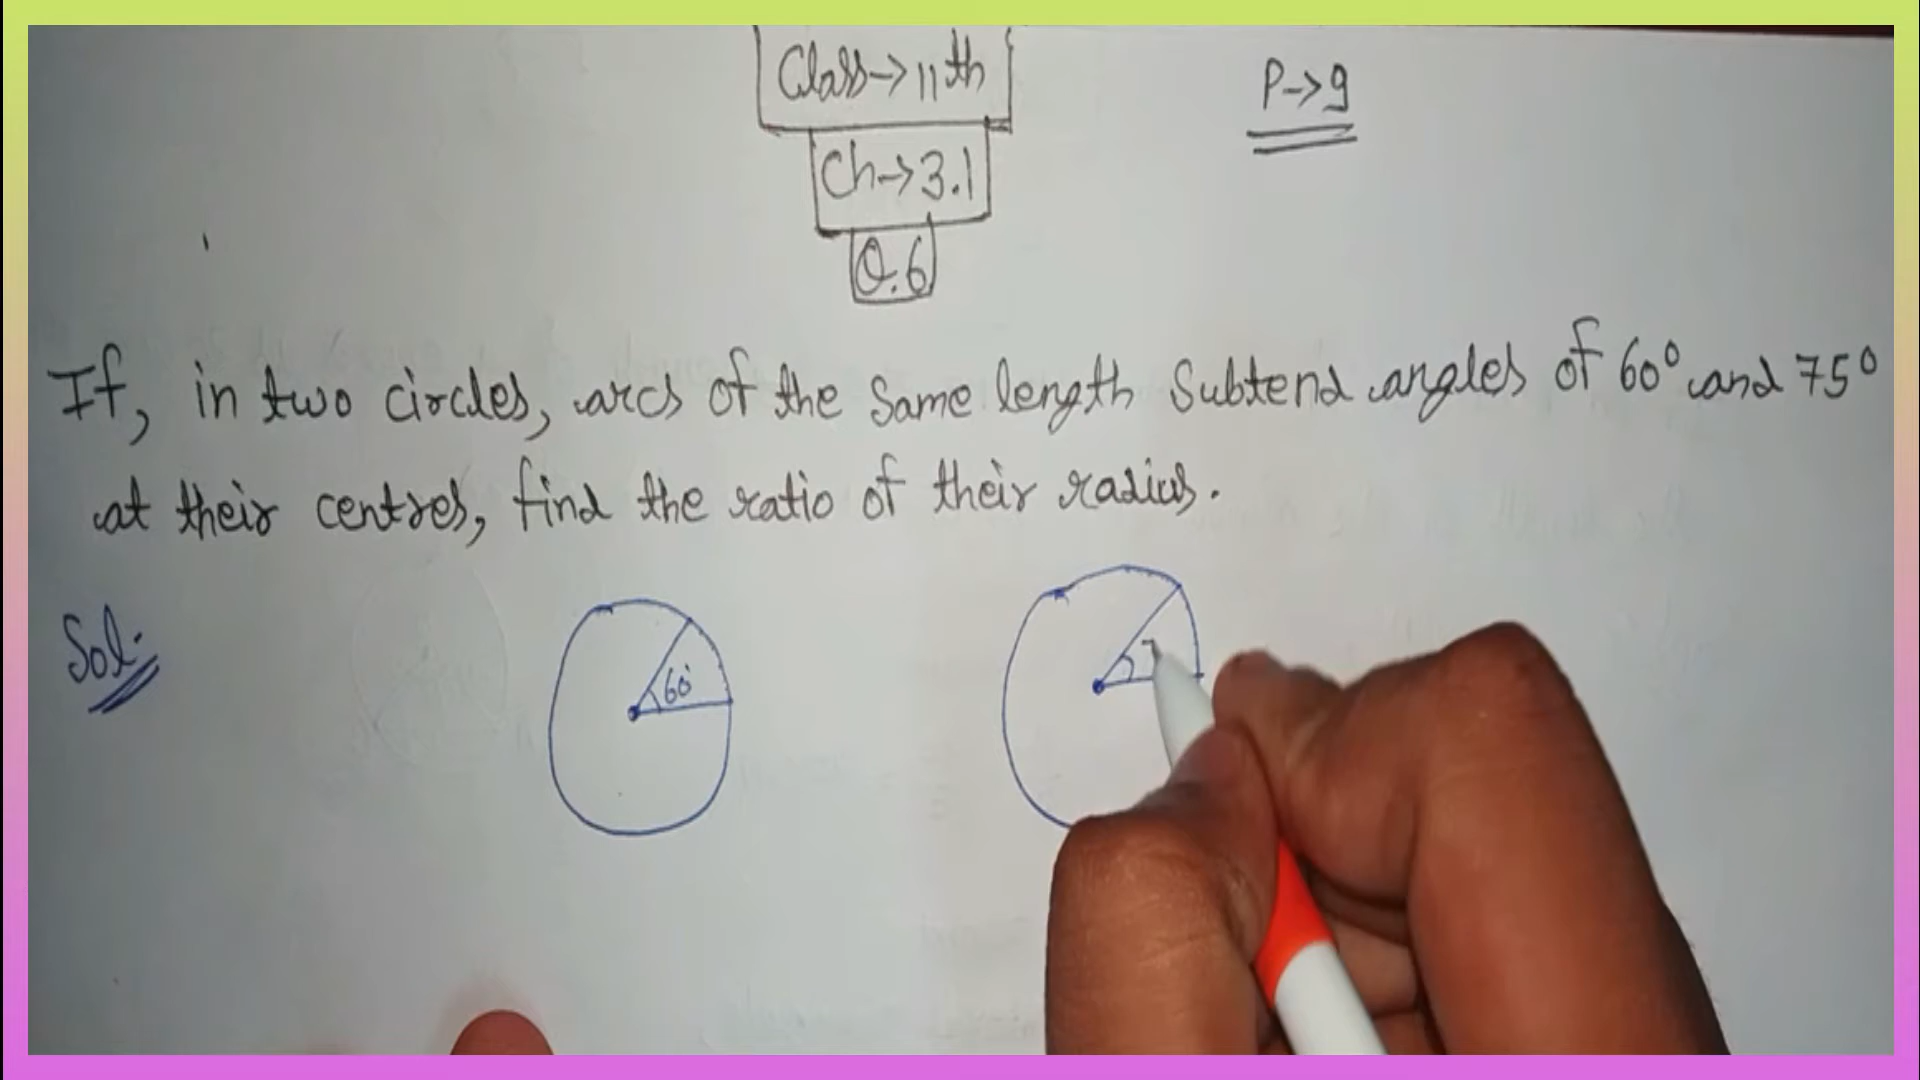 Class→11th
P→9
Ch→3.1
Q.6
If, in two circles, arcs of the same length subtend angles of 60° and 75°
at their centres, find the ratio of their radius.
Sol:
60°
7